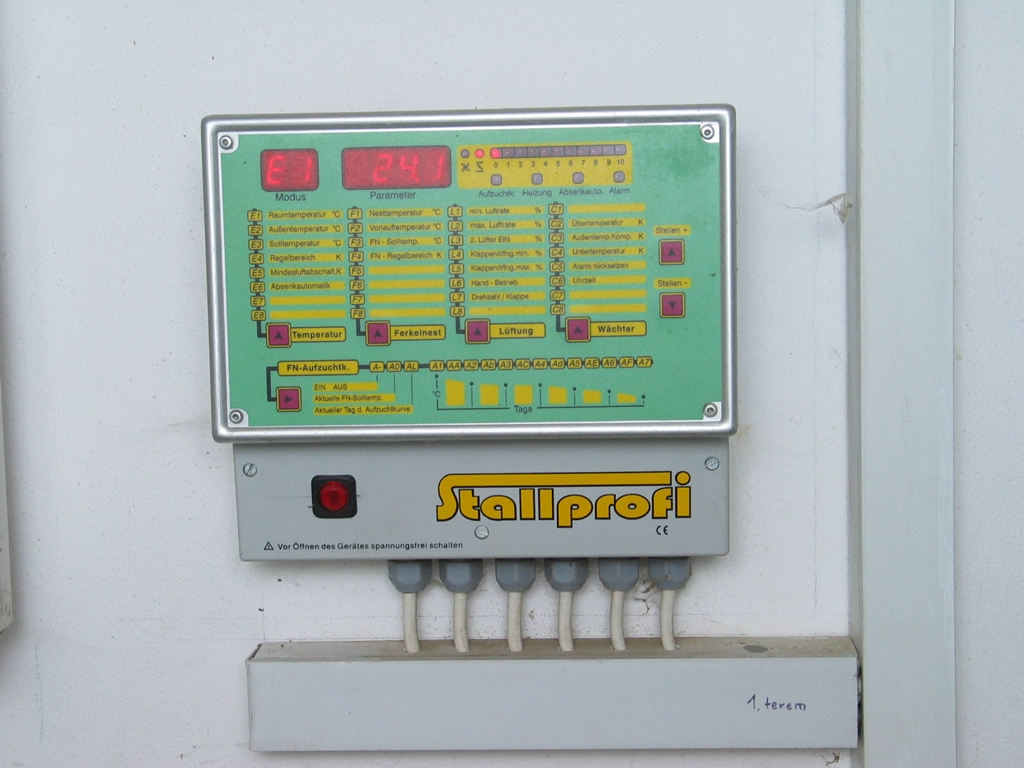 E1 24.1
Modus Parameter
0 1 2 3 4 5 6 7 8 9 10
Aufzuchtk. Heizung Absenkauto. Alarm
E1 Raumtemperatur °C
E2 Außentemperatur °C
E3 Solltemperatur °C
E4 Regelbereich K
E5 Mindesluftabschalt.K
E6 Absenkautomatik
E7
E8
Temperatur
F1 Nesttemperatur °C
F2 Vorlauftemperatur °C
F3 FN - Solltemp. °C
F4 FN - Regelbereich K
F5
F6
F7
F8
Ferkelnest
L1 min. Luftrate %
L2 max. Luftrate %
L3 2. Lüfter EIN %
L4 Klappenöffng.min. %
L5 Klappenöffng.max. %
L6 Hand - Betrieb
L7 Drehzahl / Klappe
L8
Lüftung
C1
C2 Übertemperatur K
C3 Außentemp.Komp. K
C4 Untertemperatur K
C5 Alarm rücksetzen
C6 Uhrzeit
C7
C8
Wächter
Stellen +
Stellen -
FN-Aufzuchtk. A- A0 AL A1 AA A2 Ab A3 AC A4 Ad A5 AE A6 AF A7
EIN AUS
Aktuelle FN-Solltemp.
Aktueller Tag d. Aufzuchtkurve
°C
Tage
Stallprofi
CE
Vor Öffnen des Gerätes spannungsfrei schalten
1. terem